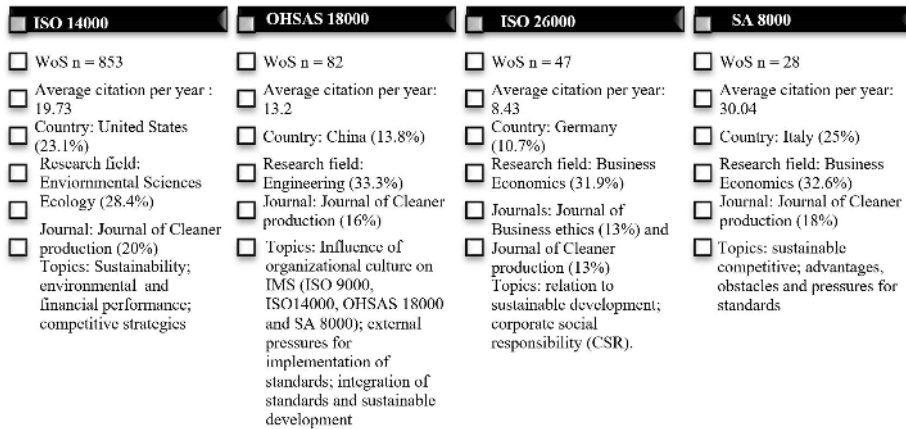 ISO 14000
WoS n = 853
Average citation per year :
19.73
Country: United States
(23.1%)
Research field:
Enviornmental Sciences
Ecology (28.4%)
Journal: Journal of Cleaner
production (20%)
Topics: Sustainability;
environmental and
financial performance;
competitive strategies
OHSAS 18000
WoS n = 82
Average citation per year:
13.2
Country: China (13.8%)
Research field:
Engineering (33.3%)
Journal: Journal of Cleaner
production (16%)
Topics: Influence of
organizational culture on
IMS (ISO 9000,
ISO14000, OHSAS 18000
and SA 8000); external
pressures for
implementation of
standards; integration of
standards and sustainable
development
ISO 26000
WoS n = 47
Average citation per year:
8.43
Country: Germany
(10.7%)
Research field: Business
Economics (31.9%)
Journals: Journal of
Business ethics (13%) and
Journal of Cleaner
production (13%)
Topics: relation to
sustainable development;
corporate social
responsibility (CSR).
SA 8000
WoS n = 28
Average citation per year:
30.04
Country: Italy (25%)
Research field: Business
Economics (32.6%)
Journal: Journal of Cleaner
production (18%)
Topics: sustainable
competitive; advantages,
obstacles and pressures for
standards